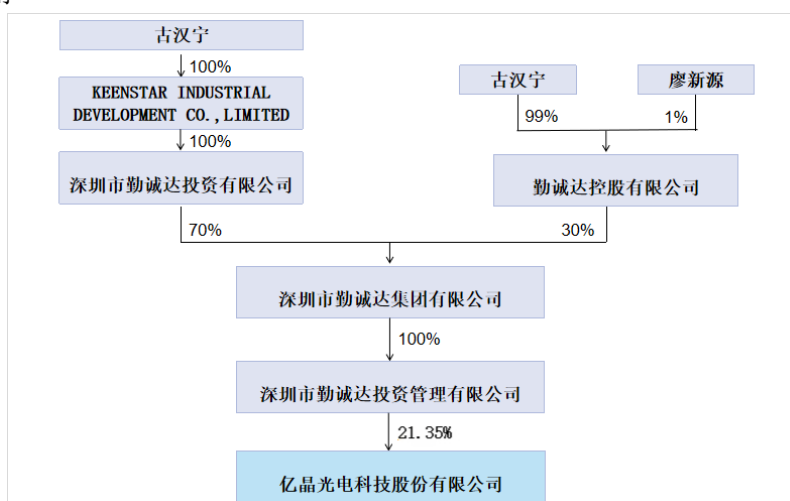 古汉宁
100%
KEENSTAR INDUSTRIAL
DEVELOPMENT CO.,LIMITED
100%
深圳市勤诚达投资有限公司
70%
古汉宁
廖新源
99%
1%
勤诚达控股有限公司
30%
深圳市勤诚达集团有限公司
100%
深圳市勤诚达投资管理有限公司
21.35%
亿晶光电科技股份有限公司